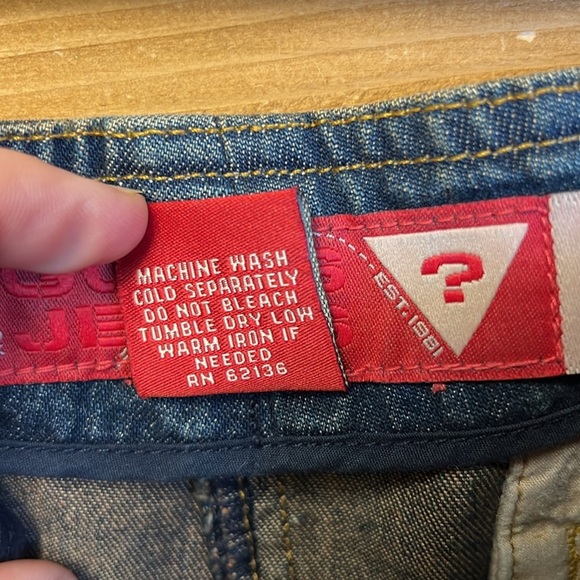 MACHINE WASH
COLD SEPARATELY
DO NOT BLEACH
TUMBLE DRY LOW
WARM IRON IF
NEEDED
RN 62136
?
EST. 1981